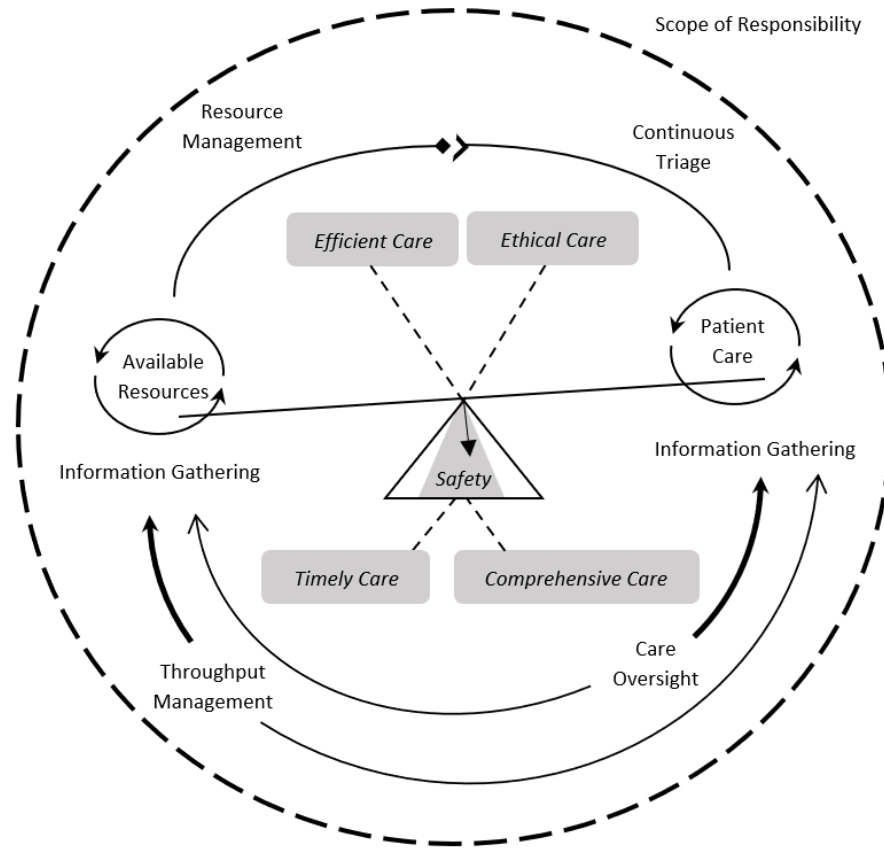 Scope of Responsibility
Resource
Management
Continuous
Triage
Efficient Care
Ethical Care
Available
Resources
Patient
Care
Information Gathering
Information Gathering
Safety
Timely Care
Comprehensive Care
Throughput
Management
Care
Oversight